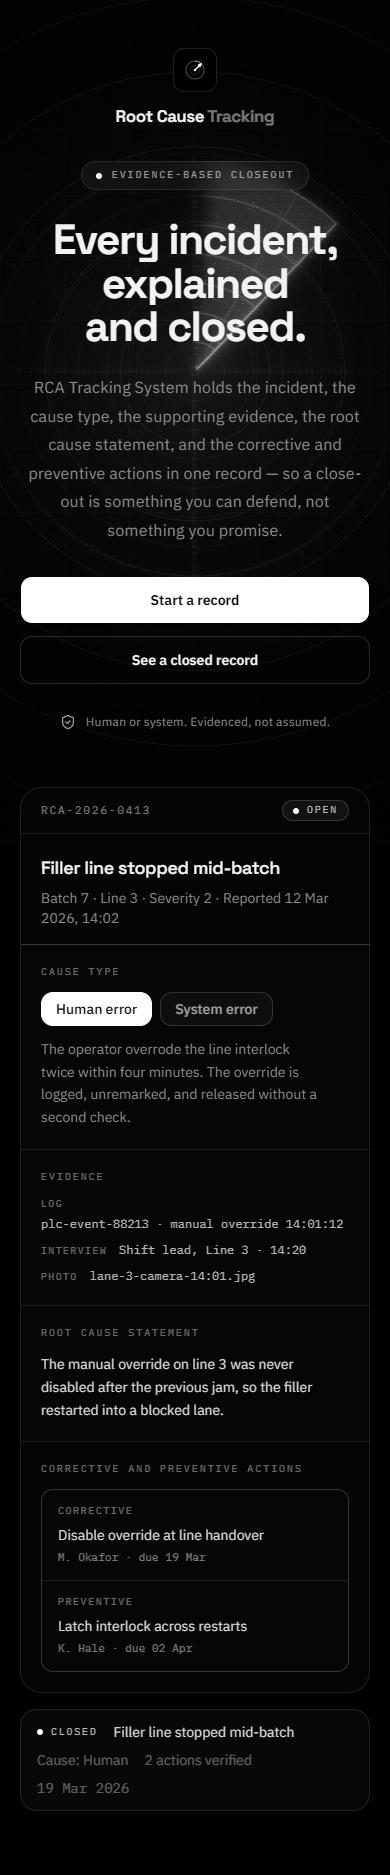 Root Cause Tracking
EVIDENCE-BASED CLOSEOUT
Every incident,
explained
and closed.
RCA Tracking System holds the incident, the
cause type, the supporting evidence, the root
cause statement, and the corrective and
preventive actions in one record — so a close-
out is something you can defend, not
something you promise.
Start a record
See a closed record
Human or system. Evidenced, not assumed.
RCA-2026-0413
OPEN
Filler line stopped mid-batch
Batch 7 · Line 3 · Severity 2 · Reported 12 Mar
2026, 14:02
CAUSE TYPE
Human error
System error
The operator overrode the line interlock
twice within four minutes. The override is
logged, unremarked, and released without a
second check.
EVIDENCE
LOG
plc-event-88213 · manual override 14:01:12
INTERVIEW Shift lead, Line 3 · 14:20
PHOTO lane-3-camera-14:01.jpg
ROOT CAUSE STATEMENT
The manual override on line 3 was never
disabled after the previous jam, so the filler
restarted into a blocked lane.
CORRECTIVE AND PREVENTIVE ACTIONS
CORRECTIVE
Disable override at line handover
M. Okafor · due 19 Mar
PREVENTIVE
Latch interlock across restarts
K. Hale · due 02 Apr
CLOSED Filler line stopped mid-batch
Cause: Human 2 actions verified
19 Mar 2026